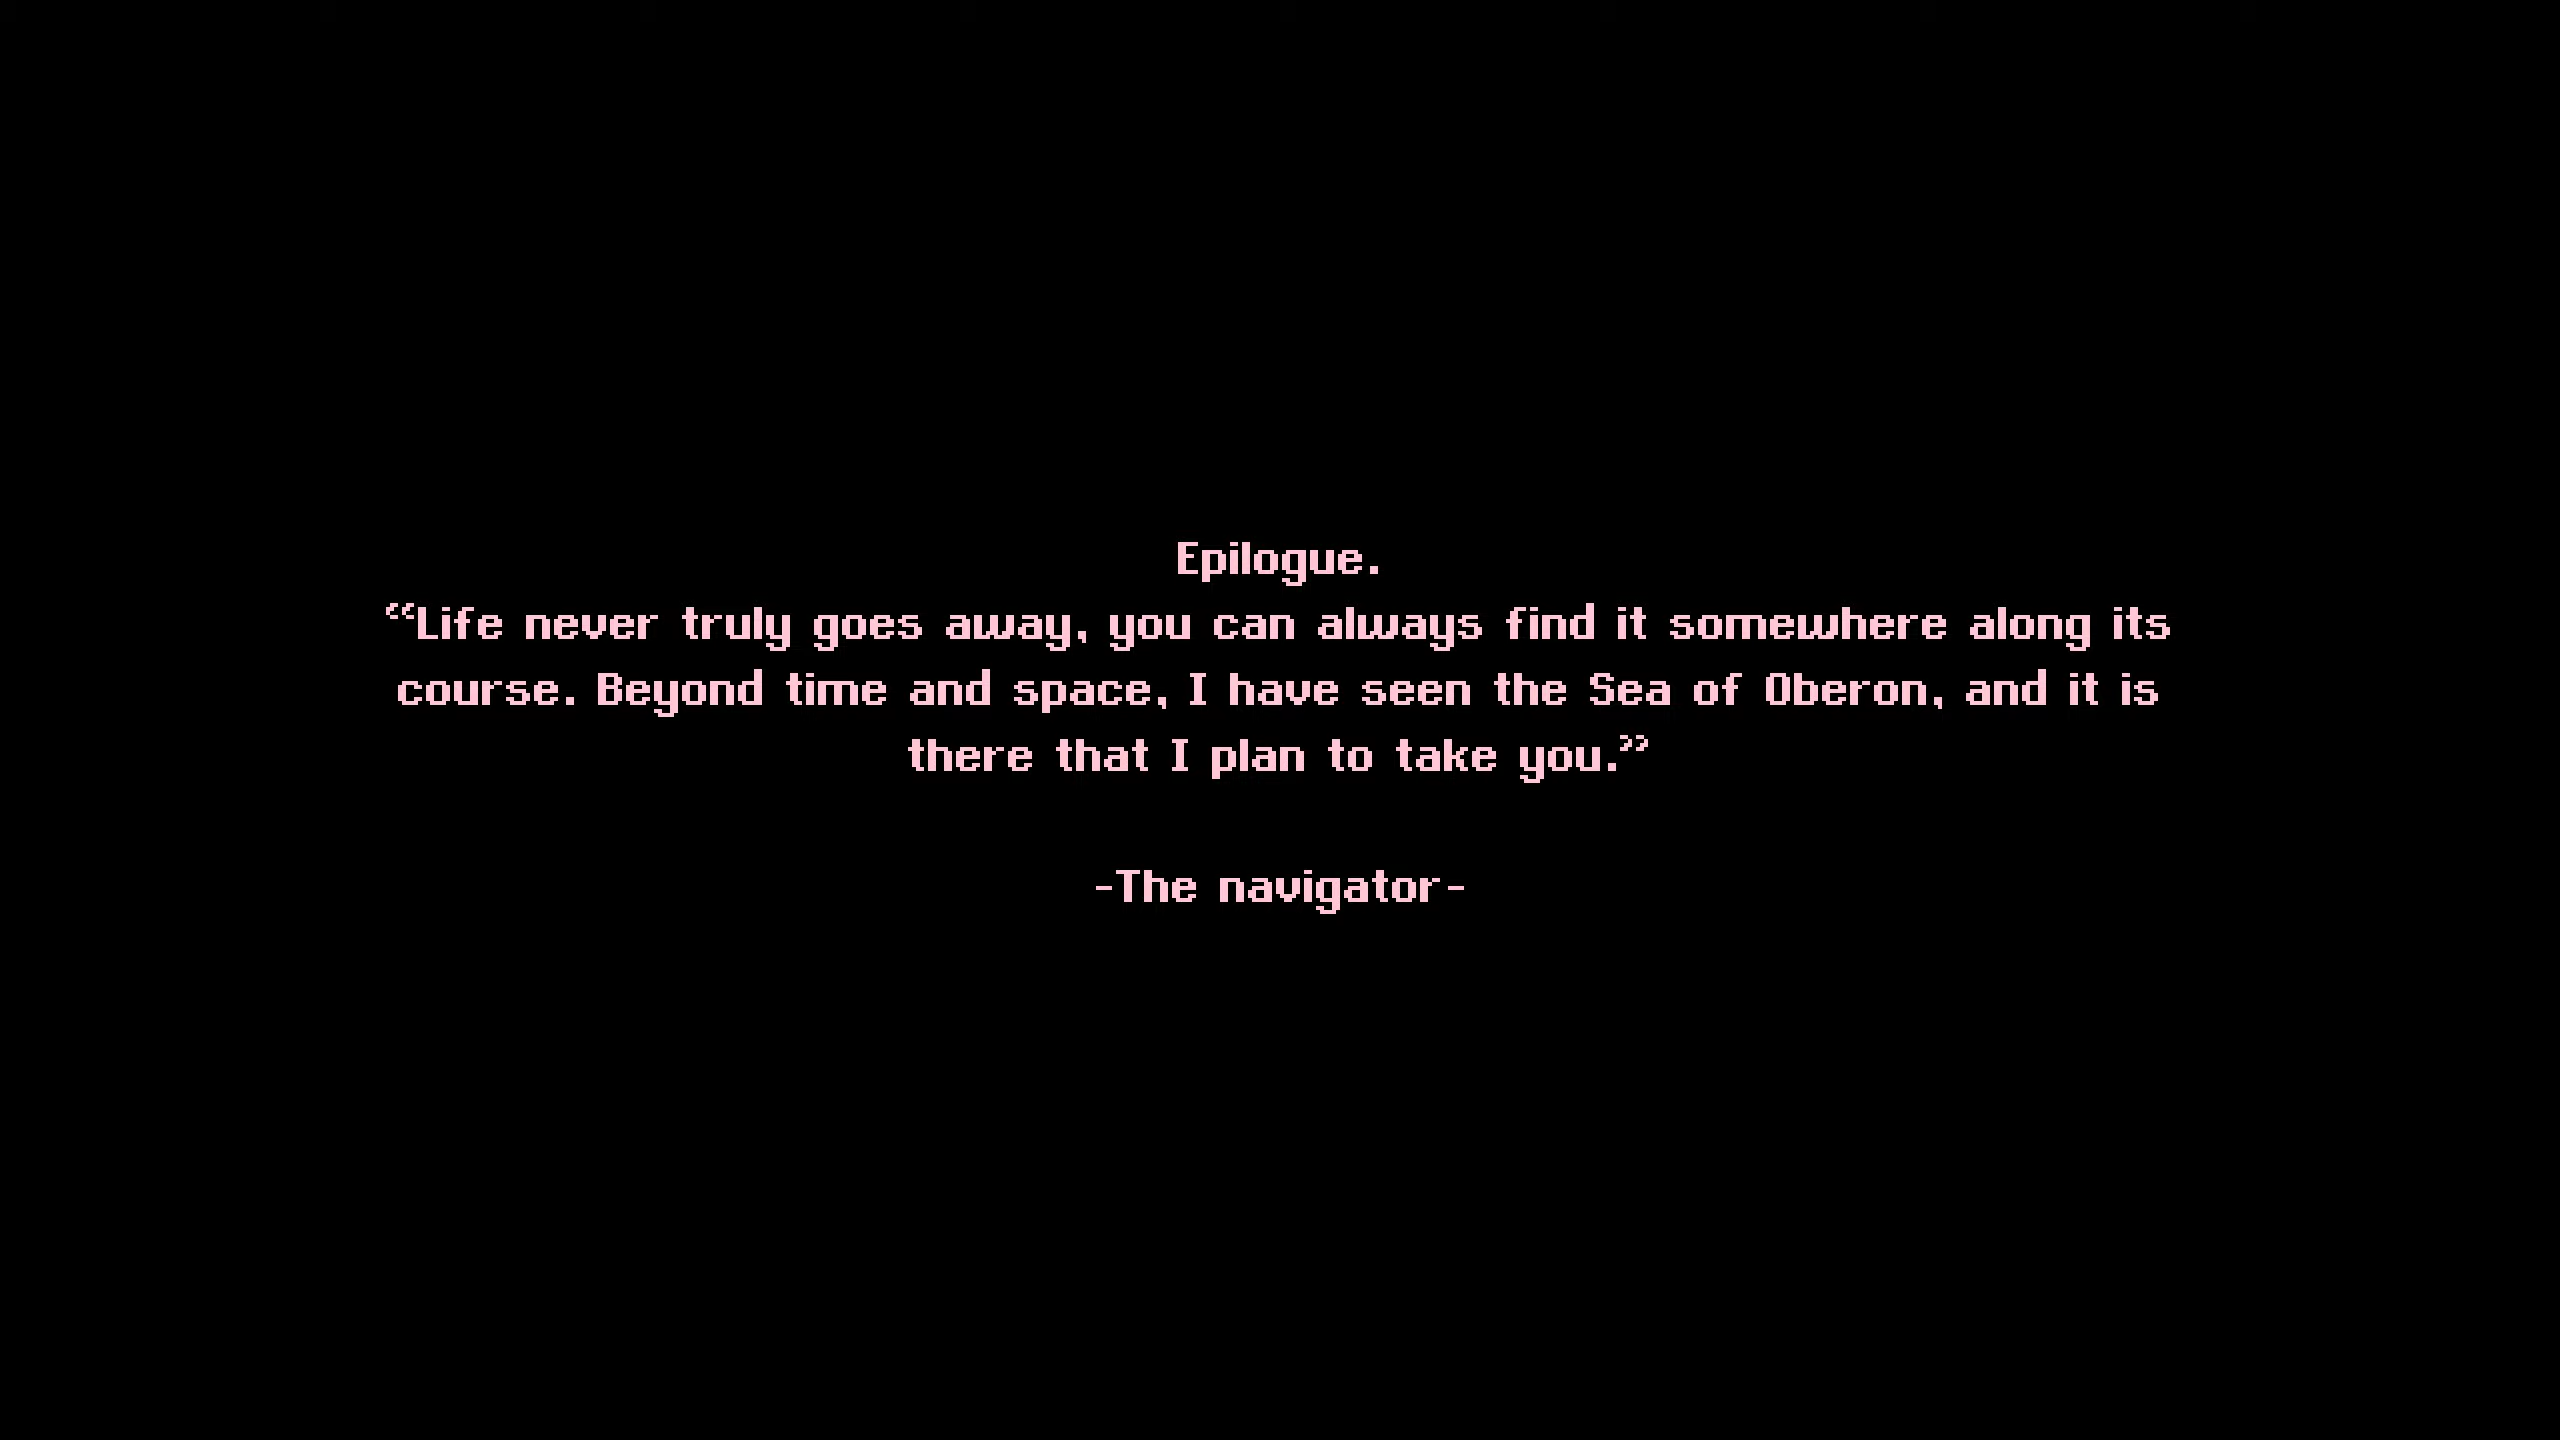 Epilogue.
“Life never truly goes away, you can always find it somewhere along its
course. Beyond time and space, I have seen the Sea of Oberon, and it is
there that I plan to take you.”
-The navigator-